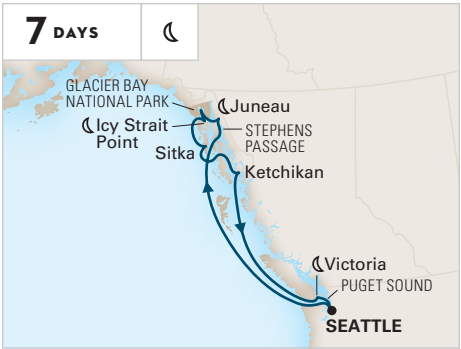 7 DAYS
GLACIER BAY
NATIONAL PARK
Juneau
Icy Strait
Point
STEPHENS
PASSAGE
Sitka
Ketchikan
Victoria
PUGET SOUND
SEATTLE